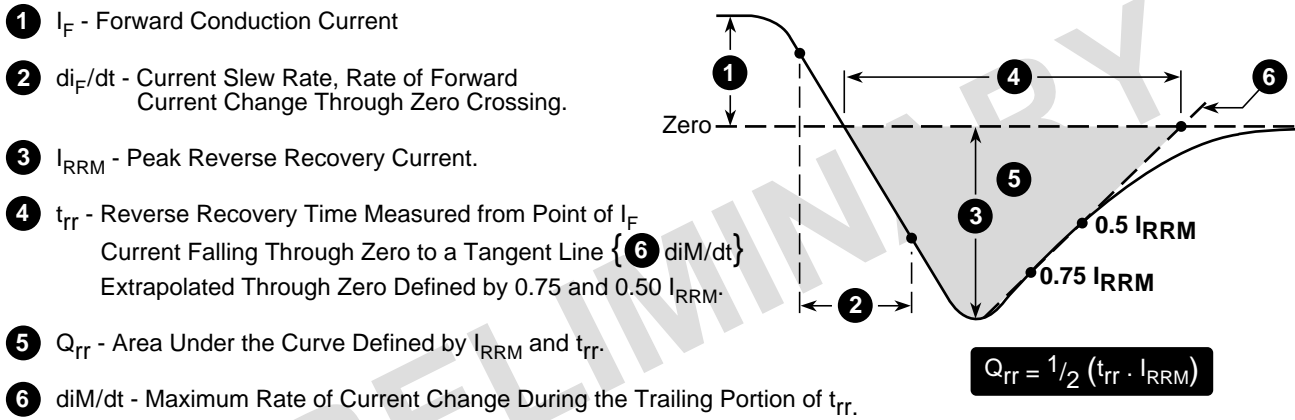 1 I_F - Forward Conduction Current
2 di_F/dt - Current Slew Rate, Rate of Forward
Current Change Through Zero Crossing.
3 I_RRM - Peak Reverse Recovery Current.
4 t_rr - Reverse Recovery Time Measured from Point of I_F
Current Falling Through Zero to a Tangent Line {6 diM/dt}
Extrapolated Through Zero Defined by 0.75 and 0.50 I_RRM.
5 Q_rr - Area Under the Curve Defined by I_RRM and t_rr.
6 diM/dt - Maximum Rate of Current Change During the Trailing Portion of t_rr.
1
4
6
Zero
5
3
0.5 I_RRM
0.75 I_RRM
2
Q_rr = 1/2 (t_rr · I_RRM)
PRELIMINARY